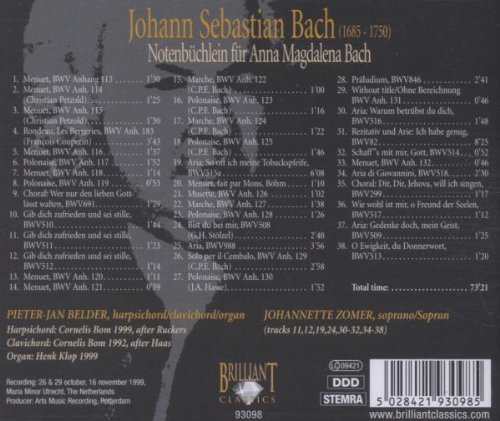 Johann Sebastian Bach (1685 - 1750)
Notenbüchlein für Anna Magdalena Bach
1. Menuet, BWV Anhang 113 1'30
2. Menuet, BWV Anh. 114
(Christian Petzold) 1'25
3. Menuet, BWV Anh. 115
(Christian Petzold) 1'30
4. Rondeau, Les Bergeries, BWV Anh. 183
(François Couperin) 5'43
5. Menuet, BWV Anh. 116 1'37
6. Polonaise, BWV Anh. 117 1'52
7. Menuet, BWV Anh. 118 1'10
8. Polonaise, BWV Anh. 119 0'53
9. Choral: Wer nur den lieben Gott
lässt walten, BWV691 1'29
10. Gib dich zufrieden und sei stille,
BWV510 1'44
11. Gib dich zufrieden und sei stille,
BWV511 1'23
12. Gib dich zufrieden und sei stille,
BWV512 1'14
13. Menuet, BWV Anh. 120 1'11
14. Menuet, BWV Anh. 121 0'59
15. Marche, BWV Anh. 122
(C.P.E. Bach) 1'00
16. Polonaise, BWV Anh. 123
(C.P.E. Bach) 1'16
17. Marche, BWV Anh. 124
(C.P.E. Bach) 1'31
18. Polonaise, BWV Anh. 125
(C.P.E. Bach) 1'46
19. Aria: So oft ich meine Tobackspfeife,
BWV515a 6'08
20. Menuet, fait par Mons. Böhm 1'10
21. Musette, BWV Anh. 126 1'02
22. Marche, BWV Anh. 127 1'38
23. Polonaise, BWV Anh. 128 1'26
24. Bist du bei mir, BWV508
(G.H. Stölzel) 2'40
25. Aria, BWV988 3'56
26. Solo per il Cembalo, BWV Anh. 129
(C.P.E. Bach) 2'58
27. Polonaise, BWV Anh. 130
(J.A. Hasse) 1'52
28. Präludium, BWV846 2'41
29. Without title/Ohne Bezeichnung
BWV Anh. 131 0'46
30. Aria: Warum betrübst du dich,
BWV516 1'48
31. Rezitativ und Arie: Ich habe genug,
BWV82 8'25
32. Schaff's mit mir, Gott, BWV514 0'52
33. Menuet, BWV Anh. 132 0'46
34. Aria di Giovannini, BWV518 2'30
35. Choral: Dir, Dir, Jehova, will ich singen,
BWV299 1'17
36. Wie wohl ist mir, o Freund der Seelen,
BWV517 1'12
37. Aria: Gedenke doch, mein Geist,
BWV509 1'25
38. O Ewigkeit, du Donnerwort,
BWV513 1'20
Total time: 73'21
PIETER-JAN BELDER, harpsichord/clavichord/organ
Harpsichord: Cornelis Bom 1999, after Ruckers
Clavichord: Cornelis Bom 1992, after Haas
Organ: Henk Klop 1999
JOHANNETTE ZOMER, soprano/Sopran
(tracks 11,12,19,24,30-32,34-38)
Recording: 26 & 29 october, 16 november 1999,
Maria Minor Utrecht, The Netherlands
Producer: Arts Music Recording, Rotterdam
BRILLIANT
CLASSICS
93098
LC 09421
DDD
STEMRA
5 028421 930985
www.brilliantclassics.com